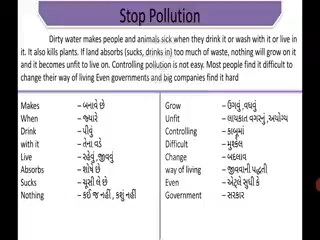 Stop Pollution
Dirty water makes people and animals sick when they drink it or wash with it or live in
it. It also kills plants. If land absorbs (sucks, drinks in) too much of waste, nothing will grow on it
and it becomes unfit to live on. Controlling pollution is not easy. Most people find it difficult to
change their way of living Even governments and big companies find it hard
Makes – બનાવે છે
When – જ્યારે
Drink – પીવું
with it – તેના વડે
Live – રહેવું, જીવવું
Absorbs – શોષે છે
Sucks – ચૂસી લે છે
Nothing – કંઈ જ નહીં, કશું નહીં
Grow – ઉગવું, વધવું
Unfit – લાયકાત વગરનું, અયોગ્ય
Controlling – કાબૂમાં
Difficult – મુશ્કેલ
Change – બદલાવ
way of living – જીવવાની પદ્ધતી
Even – એટલે સુધી કે
Government – સરકાર